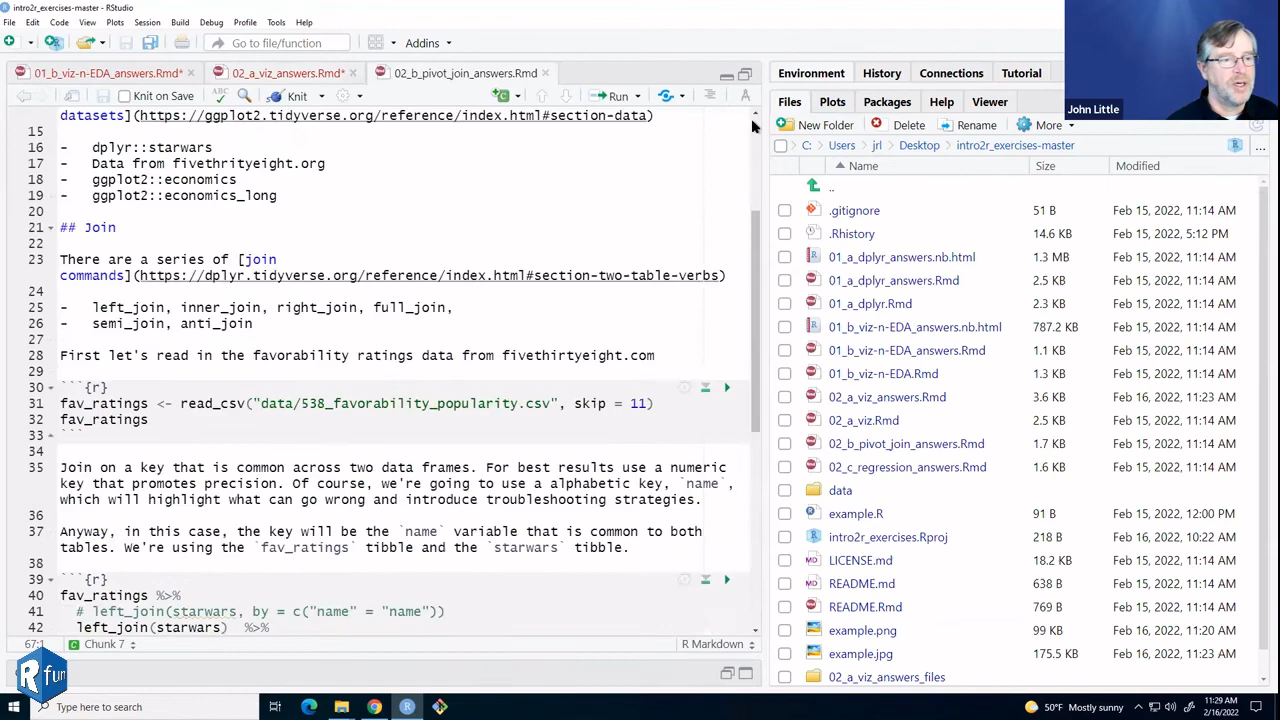 intro2r_exercises-master - RStudio
File Edit Code View Plots Session Build Debug Profile Tools Help
Go to file/function Addins
01_b_viz-n-EDA_answers.Rmd* 02_a_viz_answers.Rmd* 02_b_pivot_join_answers.Rmd
Knit on Save ABC Knit Run
datasets](https://ggplot2.tidyverse.org/reference/index.html#section-data)
15
16 - dplyr::starwars
17 - Data from fivethrityeight.org
18 - ggplot2::economics
19 - ggplot2::economics_long
20
21 ## Join
22
23 There are a series of [join
commands](https://dplyr.tidyverse.org/reference/index.html#section-two-table-verbs)
24
25 - left_join, inner_join, right_join, full_join,
26 - semi_join, anti_join
27
28 First let's read in the favorability ratings data from fivethirtyeight.com
29
30 ```{r}
31 fav_ratings <- read_csv("data/538_favorability_popularity.csv", skip = 11)
32 fav_ratings
33 ```
34
35 Join on a key that is common across two data frames. For best results use a numeric
key that promotes precision. Of course, we're going to use a alphabetic key, `name`,
which will highlight what can go wrong and introduce troubleshooting strategies.
36
37 Anyway, in this case, the key will be the `name` variable that is common to both
tables. We're using the `fav_ratings` tibble and the `starwars` tibble.
38
39 ```{r}
40 fav_ratings %>%
41 # left_join(starwars, by = c("name" = "name"))
42 left_join(starwars) %>%
67:1 Chunk 7 R Markdown
John Little
Environment History Connections Tutorial
Files Plots Packages Help Viewer
New Folder Delete Rename More
C: Users jrl Desktop intro2r_exercises-master ...
Name Size Modified
..
.gitignore 51 B Feb 15, 2022, 11:14 AM
.Rhistory 14.6 KB Feb 15, 2022, 5:12 PM
01_a_dplyr_answers.nb.html 1.3 MB Feb 15, 2022, 11:14 AM
01_a_dplyr_answers.Rmd 2.5 KB Feb 15, 2022, 11:14 AM
01_a_dplyr.Rmd 2.3 KB Feb 15, 2022, 11:14 AM
01_b_viz-n-EDA_answers.nb.html 787.2 KB Feb 15, 2022, 11:14 AM
01_b_viz-n-EDA_answers.Rmd 1.1 KB Feb 15, 2022, 11:14 AM
01_b_viz-n-EDA.Rmd 1.1 KB Feb 15, 2022, 11:14 AM
02_a_viz_answers.Rmd 3.6 KB Feb 16, 2022, 11:23 AM
02_a_viz.Rmd 2.5 KB Feb 15, 2022, 11:14 AM
02_b_pivot_join_answers.Rmd 1.7 KB Feb 15, 2022, 11:14 AM
02_c_regression_answers.Rmd 1.6 KB Feb 15, 2022, 11:14 AM
data
example.R 91 B Feb 15, 2022, 12:00 PM
intro2r_exercises.Rproj 218 B Feb 16, 2022, 10:22 AM
LICENSE.md 18.2 KB Feb 15, 2022, 11:14 AM
README.md 638 B Feb 15, 2022, 11:14 AM
README.Rmd 769 B Feb 15, 2022, 11:14 AM
example.png 99 KB Feb 16, 2022, 11:20 AM
example.jpg 175.5 KB Feb 16, 2022, 11:23 AM
02_a_viz_answers_files
R fun
Type here to search
50°F Mostly sunny
11:29 AM
2/16/2022